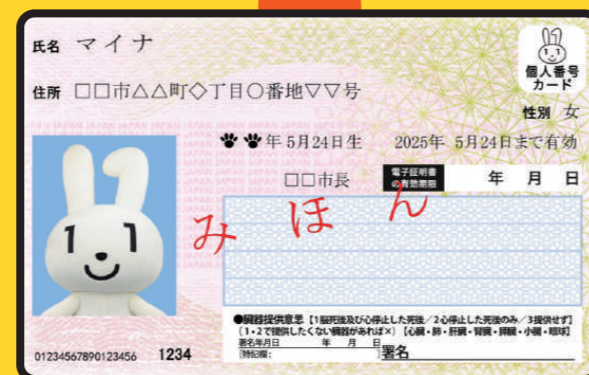 氏名 マイナ
個人番号
カード
住所 □□市△△町◇丁目○番地▽▽号
性別 女
年 5月24日生 2025年 5月24日まで有効
□□市長 電子証明書の有効期限 年 月 日
みほん
1 1
●臓器提供意思【1脳死後及び心停止した死後/2心停止した死後のみ/3提供せず】
(1・2で提供したくない臓器があれば×)【心臓・肺・肝臓・腎臓・膵臓・小腸・眼球】
署名年月日 年 月 日
[特記欄: ] 署名
01234567890123456 1234